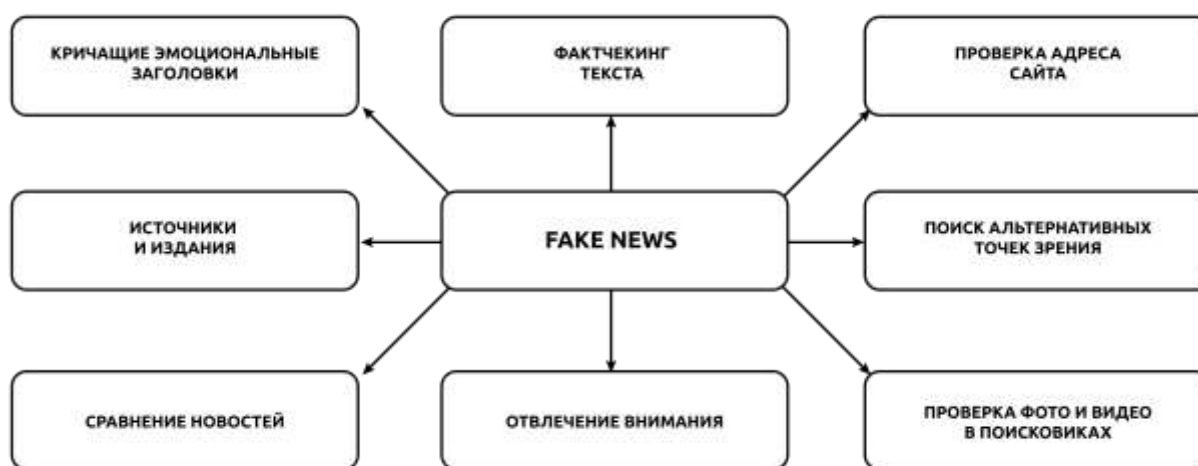 КРИЧАЩИЕ ЭМОЦИОНАЛЬНЫЕ
ЗАГОЛОВКИ
ФАКТЧЕКИНГ
ТЕКСТА
ПРОВЕРКА АДРЕСА
САЙТА
ИСТОЧНИКИ
И ИЗДАНИЯ
FAKE NEWS
ПОИСК АЛЬТЕРНАТИВНЫХ
ТОЧЕК ЗРЕНИЯ
СРАВНЕНИЕ НОВОСТЕЙ
ОТВЛЕЧЕНИЕ ВНИМАНИЯ
ПРОВЕРКА ФОТО И ВИДЕО
В ПОИСКОВИКАХ